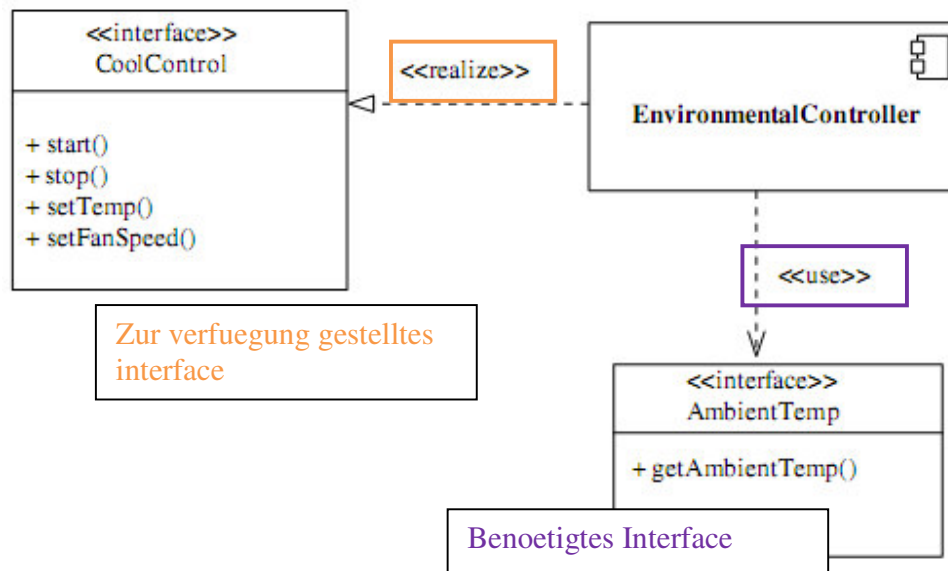 <<interface>>
CoolControl
+ start()
+ stop()
+ setTemp()
+ setFanSpeed()
<<realize>>
EnvironmentalController
<<use>>
Zur verfuegung gestelltes
interface
<<interface>>
AmbientTemp
+ getAmbientTemp()
Benoetigtes Interface